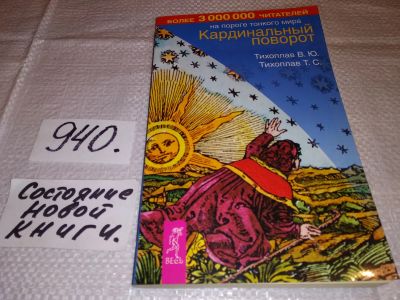 БОЛЕЕ 3 000 000 ЧИТАТЕЛЕЙ
на пороге тонкого мира
Кардинальный
поворот
Тихоплав В. Ю.
Тихоплав Т. С.
940.
Состояние
Новой
Книги.
ВЕСЬ